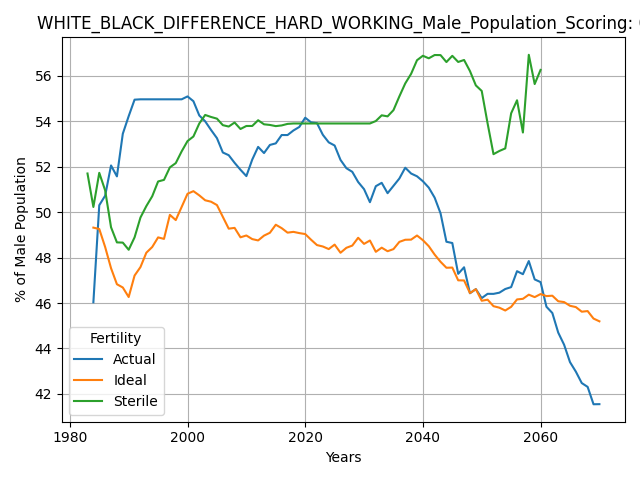 WHITE_BLACK_DIFFERENCE_HARD_WORKING_Male_Population_Scoring:
% of Male Population
56
54
52
50
48
46
44
42
Fertility
Actual
Ideal
Sterile
1980
2000
2020
2040
2060
Years